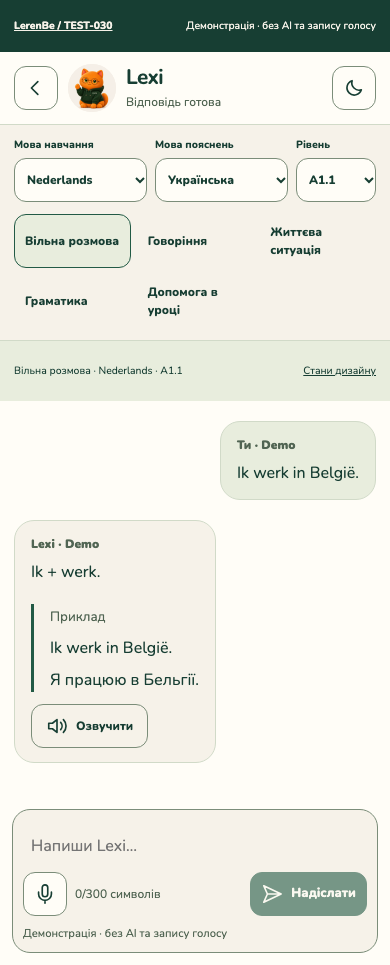 LerenBe / TEST-030
Демонстрація · без AI та запису голосу
Lexi
Відповідь готова
Мова навчання
Мова пояснень
Рівень
Nederlands
Українська
A1.1
Вільна розмова
Говоріння
Життєва
ситуація
Граматика
Допомога в
уроці
Вільна розмова · Nederlands · A1.1
Стани дизайну
Ти · Demo
Ik werk in België.
Lexi · Demo
Ik + werk.
Приклад
Ik werk in België.
Я працюю в Бельгії.
Озвучити
Напиши Lexi...
0/300 символів
Надіслати
Демонстрація · без AI та запису голосу